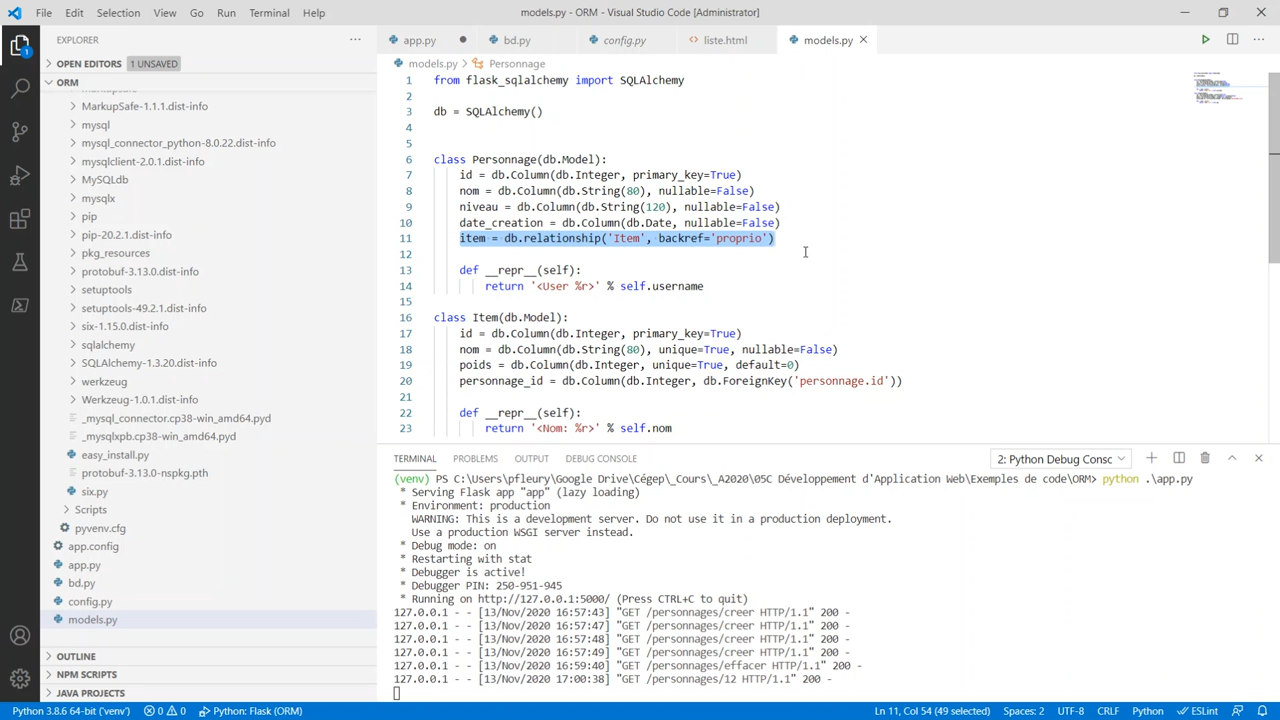 File Edit Selection View Go Run Terminal Help
models.py - ORM - Visual Studio Code [Administrator]
EXPLORER
OPEN EDITORS 1 UNSAVED
ORM
MarkupSafe-1.1.1.dist-info
mysql
mysql_connector_python-8.0.22.dist-info
mysqlclient-2.0.1.dist-info
MySQLdb
mysqlx
pip
pip-20.2.1.dist-info
pkg_resources
protobuf-3.13.0.dist-info
setuptools
setuptools-49.2.1.dist-info
six-1.15.0.dist-info
sqlalchemy
SQLAlchemy-1.3.20.dist-info
werkzeug
Werkzeug-1.0.1.dist-info
_mysql_connector.cp38-win_amd64.pyd
_mysqlxpb.cp38-win_amd64.pyd
easy_install.py
protobuf-3.13.0-nspkg.pth
six.py
Scripts
pyvenv.cfg
app.config
app.py
bd.py
config.py
models.py
OUTLINE
NPM SCRIPTS
JAVA PROJECTS
app.py bd.py config.py liste.html models.py
models.py > Personnage
1 from flask_sqlalchemy import SQLAlchemy
2
3 db = SQLAlchemy()
4
5
6 class Personnage(db.Model):
7 id = db.Column(db.Integer, primary_key=True)
8 nom = db.Column(db.String(80), nullable=False)
9 niveau = db.Column(db.String(120), nullable=False)
10 date_creation = db.Column(db.Date, nullable=False)
11 item = db.relationship('Item', backref='proprio')
12
13 def __repr__(self):
14 return '<User %r>' % self.username
15
16 class Item(db.Model):
17 id = db.Column(db.Integer, primary_key=True)
18 nom = db.Column(db.String(80), unique=True, nullable=False)
19 poids = db.Column(db.Integer, unique=True, default=0)
20 personnage_id = db.Column(db.Integer, db.ForeignKey('personnage.id'))
21
22 def __repr__(self):
23 return '<Nom: %r>' % self.nom
TERMINAL PROBLEMS OUTPUT DEBUG CONSOLE 2: Python Debug Consc
(venv) PS C:\Users\pfleury\Google Drive\Cégep\_Cours\_A2020\05C Développement d'Application Web\Exemples de code\ORM> python .\app.py
* Serving Flask app "app" (lazy loading)
* Environment: production
WARNING: This is a development server. Do not use it in a production deployment.
Use a production WSGI server instead.
* Debug mode: on
* Restarting with stat
* Debugger is active!
* Debugger PIN: 250-951-945
* Running on http://127.0.0.1:5000/ (Press CTRL+C to quit)
127.0.0.1 - - [13/Nov/2020 16:57:43] "GET /personnages/creer HTTP/1.1" 200 -
127.0.0.1 - - [13/Nov/2020 16:57:47] "GET /personnages/creer HTTP/1.1" 200 -
127.0.0.1 - - [13/Nov/2020 16:57:48] "GET /personnages/creer HTTP/1.1" 200 -
127.0.0.1 - - [13/Nov/2020 16:57:49] "GET /personnages/creer HTTP/1.1" 200 -
127.0.0.1 - - [13/Nov/2020 16:59:40] "GET /personnages/effacer HTTP/1.1" 200 -
127.0.0.1 - - [13/Nov/2020 17:00:38] "GET /personnages/12 HTTP/1.1" 200 -
Python 3.8.6 64-bit ('venv') 0 0 Python: Flask (ORM) Ln 11, Col 54 (49 selected) Spaces: 2 UTF-8 CRLF Python ESLint